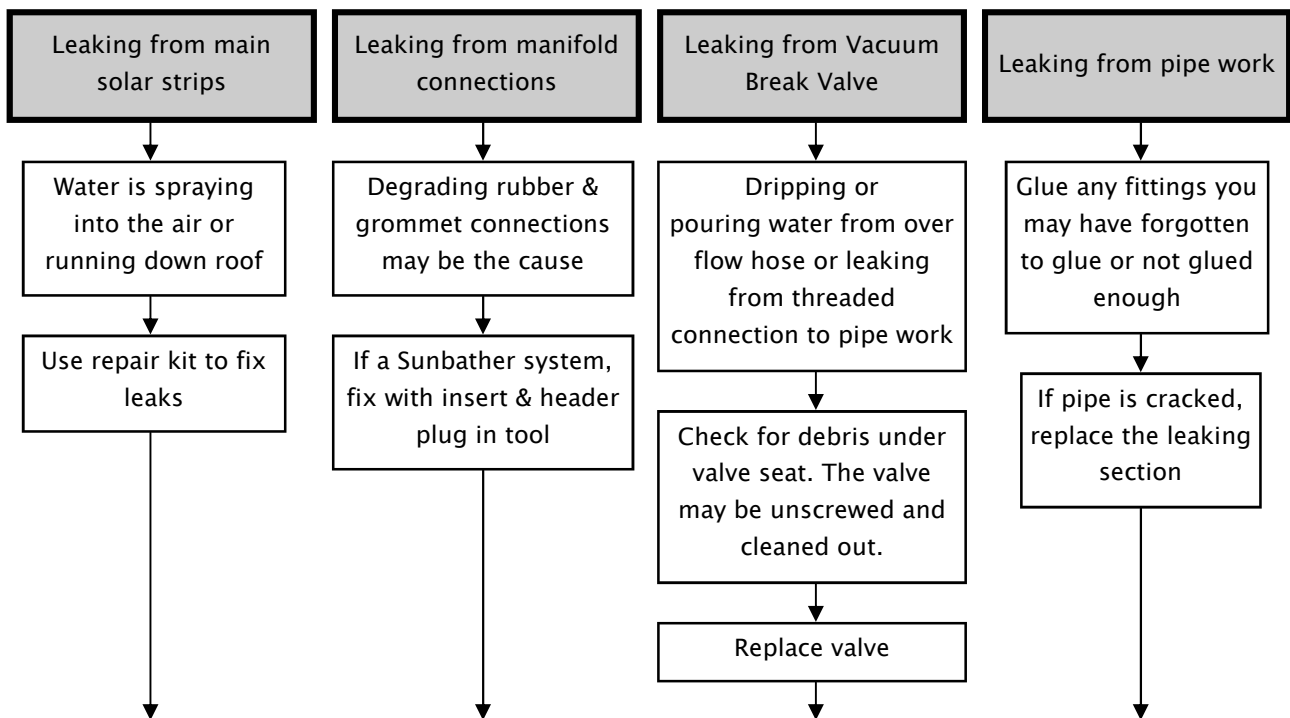 Leaking from main
solar strips
Water is spraying
into the air or
running down roof
Use repair kit to fix
leaks
Leaking from manifold
connections
Degrading rubber &
grommet connections
may be the cause
If a Sunbather system,
fix with insert & header
plug in tool
Leaking from Vacuum
Break Valve
Dripping or
pouring water from over
flow hose or leaking
from threaded
connection to pipe work
Check for debris under
valve seat. The valve
may be unscrewed and
cleaned out.
Replace valve
Leaking from pipe work
Glue any fittings you
may have forgotten
to glue or not glued
enough
If pipe is cracked,
replace the leaking
section